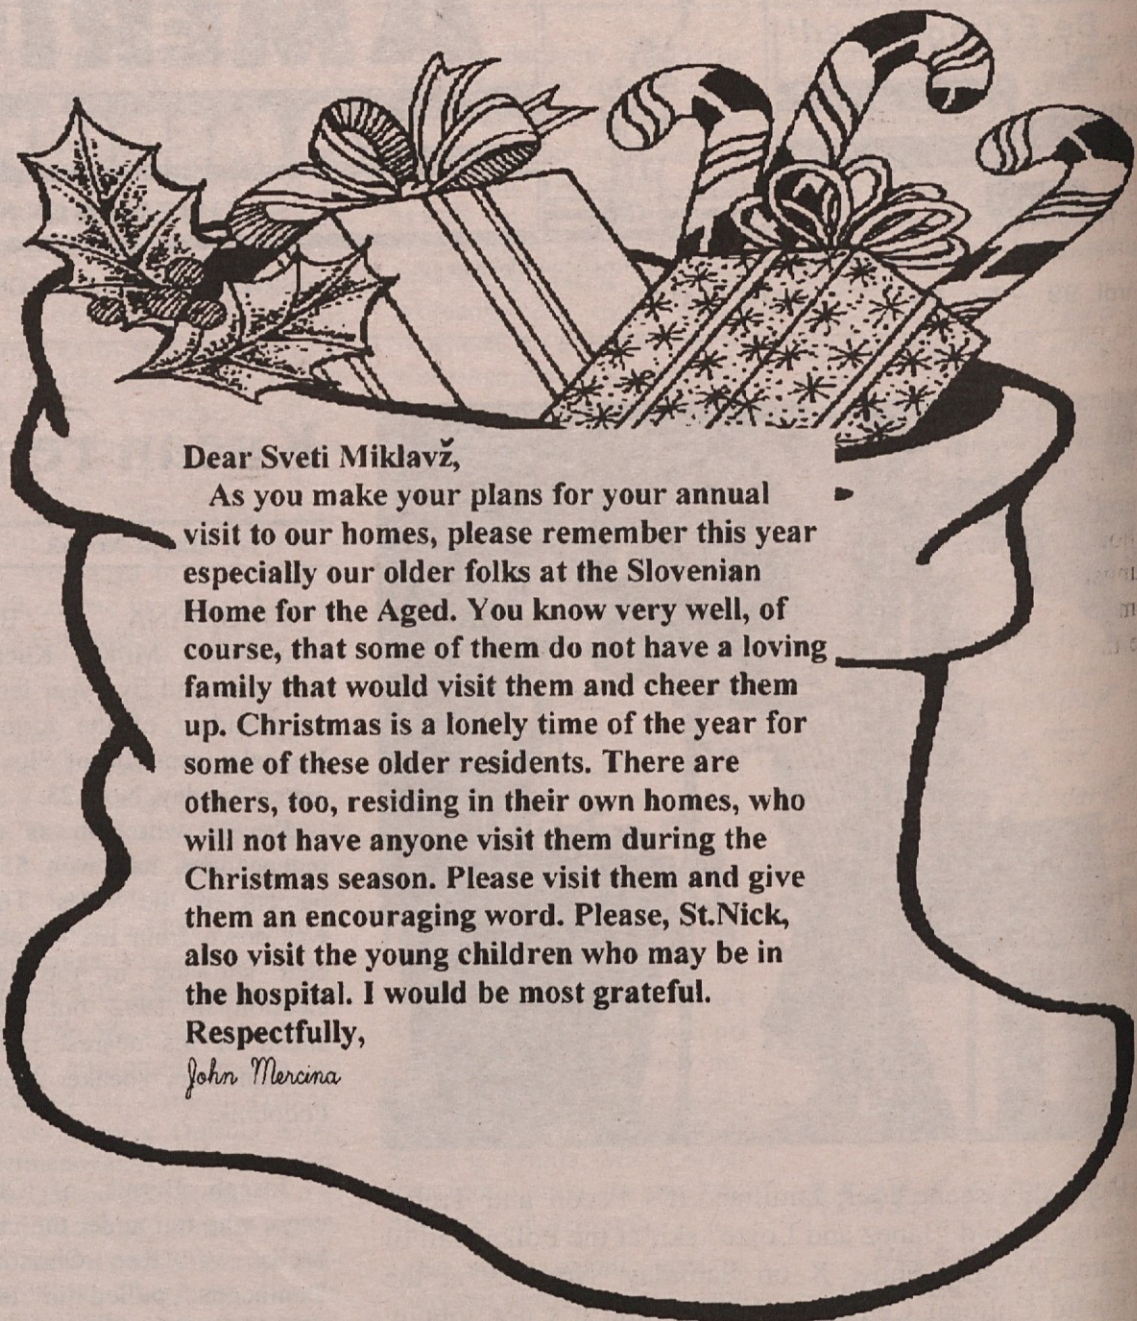 Dear Sveti Miklavž,
As you make your plans for your annual
visit to our homes, please remember this year
especially our older folks at the Slovenian
Home for the Aged. You know very well, of
course, that some of them do not have a loving
family that would visit them and cheer them
up. Christmas is a lonely time of the year for
some of these older residents. There are
others, too, residing in their own homes, who
will not have anyone visit them during the
Christmas season. Please visit them and give
them an encouraging word. Please, St.Nick,
also visit the young children who may be in
the hospital. I would be most grateful.
Respectfully,
John Mercina